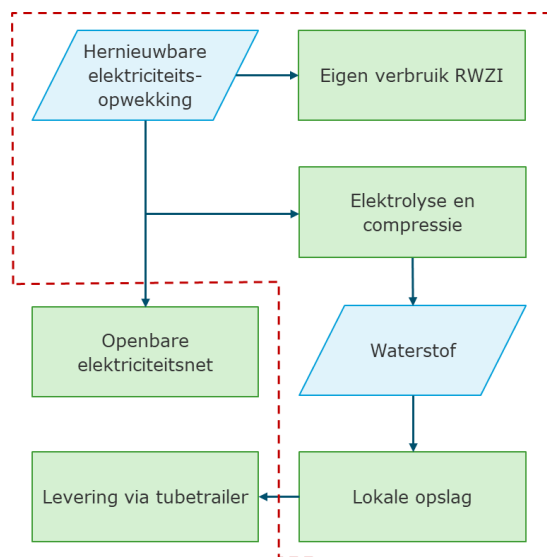 Hernieuwbare
elektriciteits-
opwekking
Eigen verbruik RWZI
Elektrolyse en
compressie
Openbare
elektriciteitsnet
Waterstof
Levering via tubetrailer
Lokale opslag